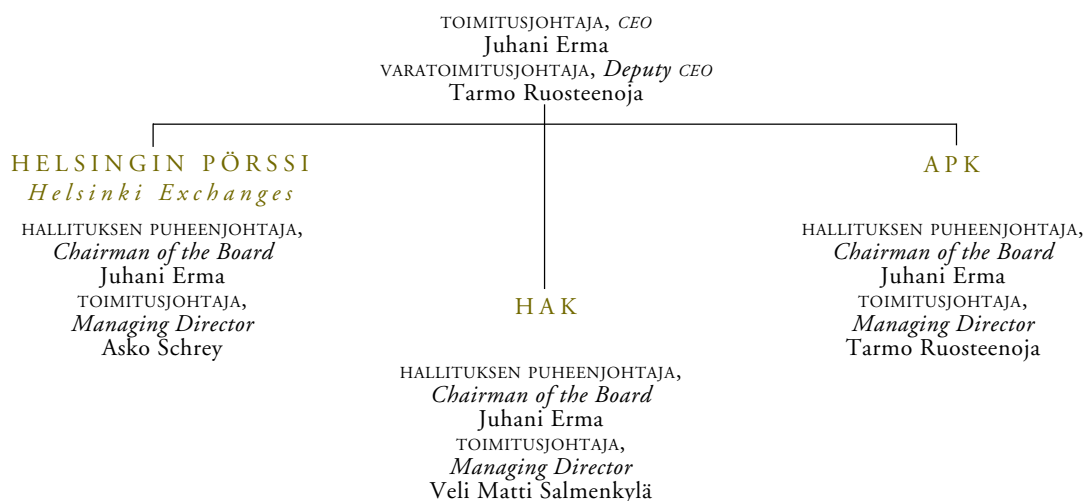 TOIMITUSJOHTAJA, CEO
Juhani Erma
VARATOIMITUSJOHTAJA, Deputy CEO
Tarmo Ruosteenoja
HELSINGIN PÖRSSI
Helsinki Exchanges
HALLITUKSEN PUHEENJOHTAJA,
Chairman of the Board
Juhani Erma
TOIMITUSJOHTAJA,
Managing Director
Asko Schrey
HAK
HALLITUKSEN PUHEENJOHTAJA,
Chairman of the Board
Juhani Erma
TOIMITUSJOHTAJA,
Managing Director
Veli Matti Salmenkylä
APK
HALLITUKSEN PUHEENJOHTAJA,
Chairman of the Board
Juhani Erma
TOIMITUSJOHTAJA,
Managing Director
Tarmo Ruosteenoja